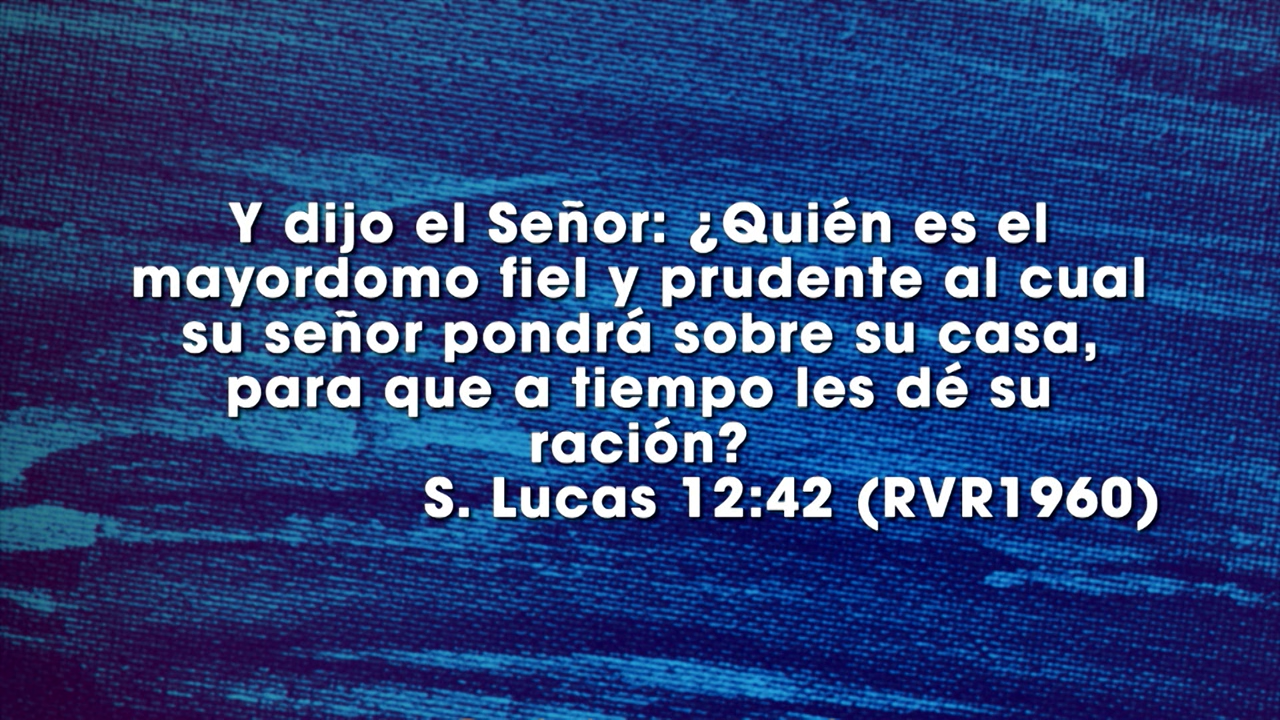 Y dijo el Señor: ¿Quién es el
mayordomo fiel y prudente al cual
su señor pondrá sobre su casa,
para que a tiempo les dé su
ración?
S. Lucas 12:42 (RVR1960)